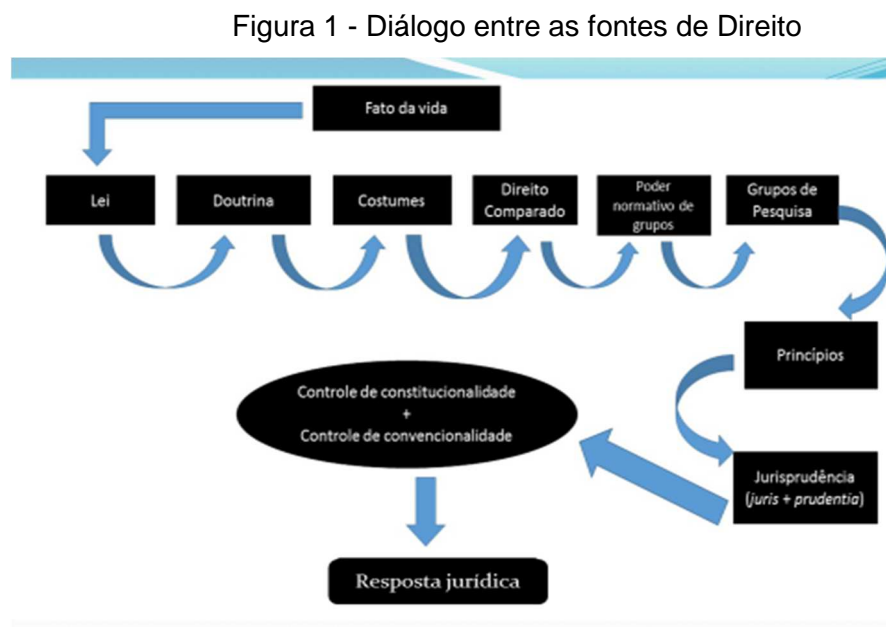 Figura 1 - Diálogo entre as fontes de Direito
Fato da vida
Lei
Doutrina
Costumes
Direito
Comparado
Poder
normativo de
grupos
Grupos de
Pesquisa
Princípios
Jurisprudência
(juris + prudentia)
Controle de constitucionalidade
+
Controle de convencionalidade
Resposta jurídica